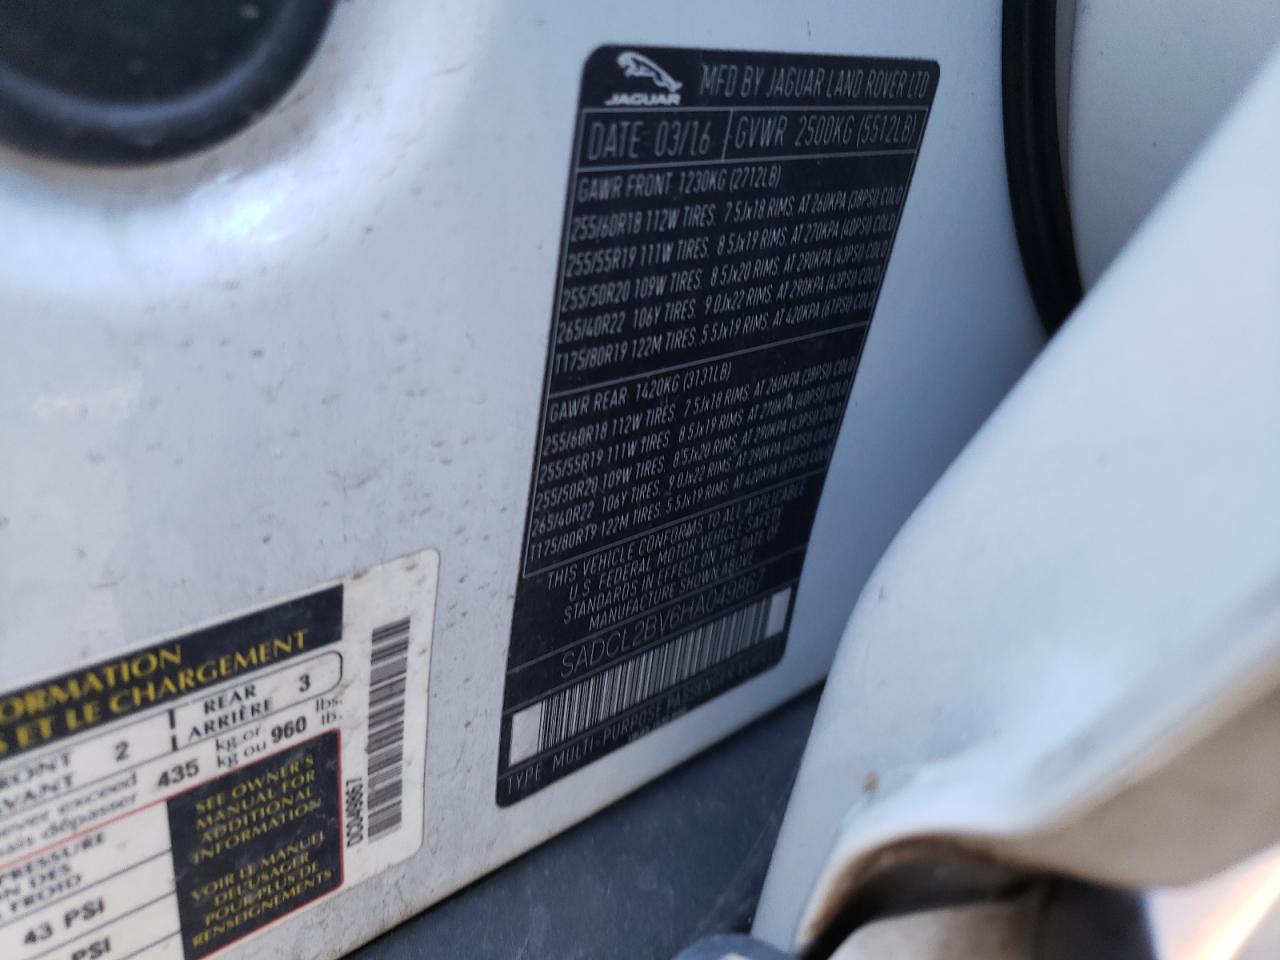 JAGUAR
MFD BY JAGUAR LAND ROVER LTD
DATE 03/16 GVWR 2500KG (5512LB)
GAWR FRONT 1230KG (2712LB)
255/60R18 112W TIRES, 7.5Jx18 RIMS, AT 260KPA (38PSI) COLD
255/55R19 111W TIRES, 8.5Jx19 RIMS, AT 270KPA (40PSI) COLD
255/50R20 109W TIRES, 8.5Jx20 RIMS, AT 290KPA (43PSI) COLD
265/40R22 106Y TIRES, 9.0Jx22 RIMS, AT 290KPA (43PSI) COLD
T175/80R19 122M TIRES, 5.5Jx19 RIMS, AT 420KPA (61PSI) COLD
GAWR REAR 1420KG (3131LB)
255/60R18 112W TIRES, 7.5Jx18 RIMS, AT 260KPA (38PSI) COLD
255/55R19 111W TIRES, 8.5Jx19 RIMS, AT 270KPA (40PSI) COLD
255/50R20 109W TIRES, 8.5Jx20 RIMS, AT 290KPA (43PSI) COLD
265/40R22 106Y TIRES, 9.0Jx22 RIMS, AT 290KPA (43PSI) COLD
T175/80R19 122M TIRES, 5.5Jx19 RIMS, AT 420KPA (61PSI) COLD
THIS VEHICLE CONFORMS TO ALL APPLICABLE
U.S. FEDERAL MOTOR VEHICLE SAFETY
STANDARDS IN EFFECT ON THE DATE OF
MANUFACTURE SHOWN ABOVE.
SADCL2BV6HA049867
TYPE MULTI-PURPOSE PASSENGER
ORMATION
ET LE CHARGEMENT
FRONT 2 REAR 3
AVANT ARRIÈRE
never exceed 435 kg or 960 lbs.
ais dépasser kg ou lb.
PRESSURE
DES
FROID
43 PSI
PSI
SEE OWNER'S
MANUAL FOR
ADDITIONAL
INFORMATION
VOIR LE MANUEL
DE L'USAGER
POUR PLUS DE
RENSEIGNEMENTS
DC049867